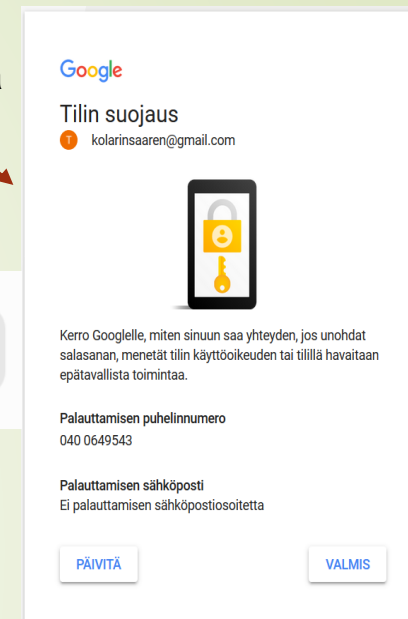 Google
Tilin suojaus
T kolarinsaaren@gmail.com
Kerro Googlelle, miten sinuun saa yhteyden, jos unohdat
salasanan, menetät tilin käyttöoikeuden tai tilillä havaitaan
epätavallista toimintaa.
Palauttamisen puhelinnumero
040 0649543
Palauttamisen sähköposti
Ei palauttamisen sähköpostiosoitetta
PÄIVITÄ
VALMIS